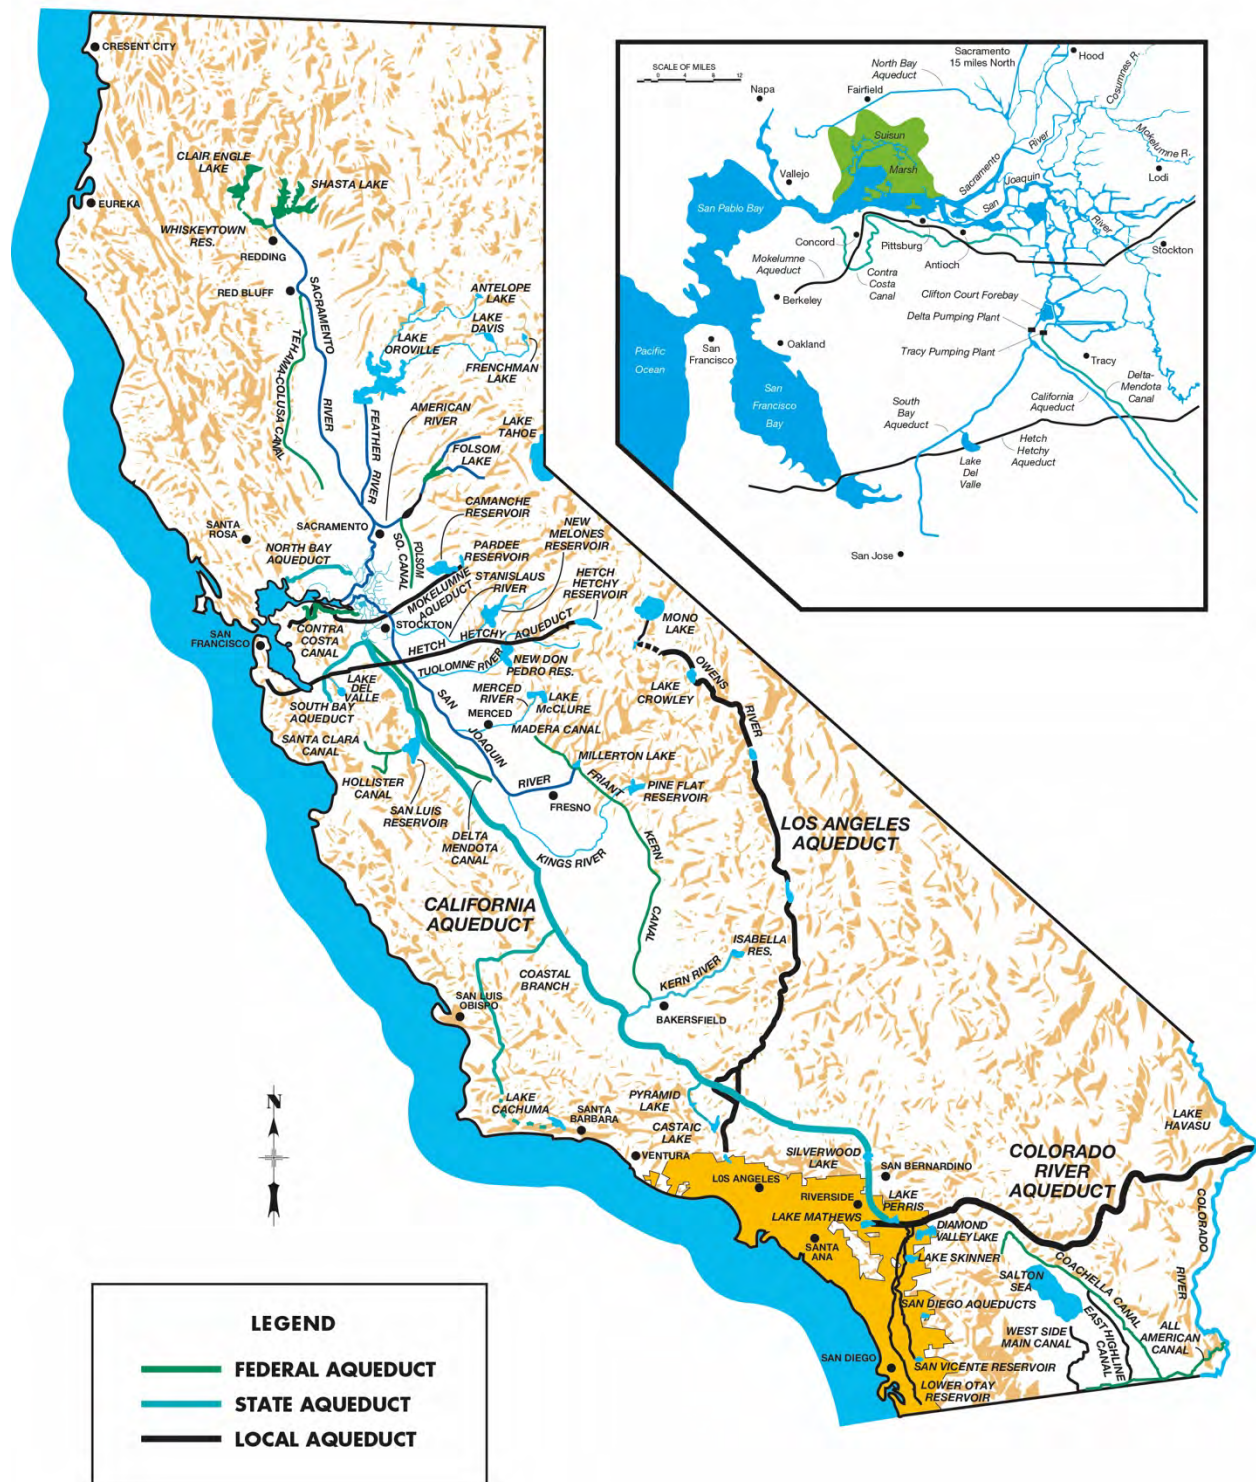 CRESENT CITY
CLAIR ENGLE
LAKE
SHASTA LAKE
EUREKA
WHISKEYTOWN
RES.
REDDING
RED BLUFF
SACRAMENTO
RIVER
TEHAMA-COLUSA CANAL
ANTELOPE
LAKE
LAKE
DAVIS
LAKE
OROVILLE
FRENCHMAN
LAKE
FEATHER RIVER
AMERICAN
RIVER
LAKE
TAHOE
FOLSOM
LAKE
SANTA
ROSA
SACRAMENTO
NORTH BAY
AQUEDUCT
FOLSOM
SO. CANAL
CAMANCHE
RESERVOIR
NEW
MELONES
RESERVOIR
PARDEE
RESERVOIR
STANISLAUS
RIVER
HETCH
HETCHY
RESERVOIR
MOKELUMNE
AQUEDUCT
STOCKTON
SAN
FRANCISCO
CONTRA
COSTA
CANAL
HETCH HETCHY AQUEDUCT
MONO
LAKE
TUOLOMNE RIVER
NEW DON
PEDRO RES.
LAKE
DEL
VALLE
SOUTH BAY
AQUEDUCT
SAN
JOAQUIN
RIVER
MERCED
RIVER
LAKE
McCLURE
MERCED
MADERA CANAL
LAKE
CROWLEY
OWENS
RIVER
SANTA CLARA
CANAL
HOLLISTER
CANAL
SAN LUIS
RESERVOIR
MILLERTON LAKE
FRIANT
KERN
CANAL
PINE FLAT
RESERVOIR
FRESNO
DELTA
MENDOTA
CANAL
KINGS RIVER
LOS ANGELES
AQUEDUCT
CALIFORNIA
AQUEDUCT
ISABELLA
RES.
KERN RIVER
COASTAL
BRANCH
SAN LUIS
OBISPO
BAKERSFIELD
N
LAKE
CACHUMA
SANTA
BARBARA
PYRAMID
LAKE
CASTAIC
LAKE
VENTURA
SILVERWOOD
LAKE
SAN BERNARDINO
LOS ANGELES
RIVERSIDE
LAKE
PERRIS
LAKE MATHEWS
COLORADO
RIVER
AQUEDUCT
LAKE
HAVASU
COLORADO
RIVER
SANTA
ANA
DIAMOND
VALLEY LAKE
LAKE SKINNER
SALTON
SEA
COACHELLA CANAL
SAN DIEGO AQUEDUCTS
WEST SIDE
MAIN CANAL
EAST HIGHLINE
CANAL
ALL
AMERICAN
CANAL
SAN DIEGO
SAN VICENTE RESERVOIR
LOWER OTAY
RESERVOIR
SCALE OF MILES
0 4 8 12
North Bay
Aqueduct
Sacramento
15 miles North
Hood
Cosumnes R.
Napa
Fairfield
Suisun
Marsh
Sacramento
River
Mokelumne R.
Lodi
Vallejo
San
Joaquin
River
San Pablo Bay
Concord
Pittsburg
Antioch
Stockton
Mokelumne
Aqueduct
Contra
Costa
Canal
Berkeley
Clifton Court Forebay
Delta Pumping Plant
Tracy Pumping Plant
Oakland
San
Francisco
Pacific
Ocean
San
Francisco
Bay
Tracy
Delta-
Mendota
Canal
California
Aqueduct
South
Bay
Aqueduct
Hetch
Hetchy
Aqueduct
Lake
Del
Valle
San Jose
LEGEND
FEDERAL AQUEDUCT
STATE AQUEDUCT
LOCAL AQUEDUCT